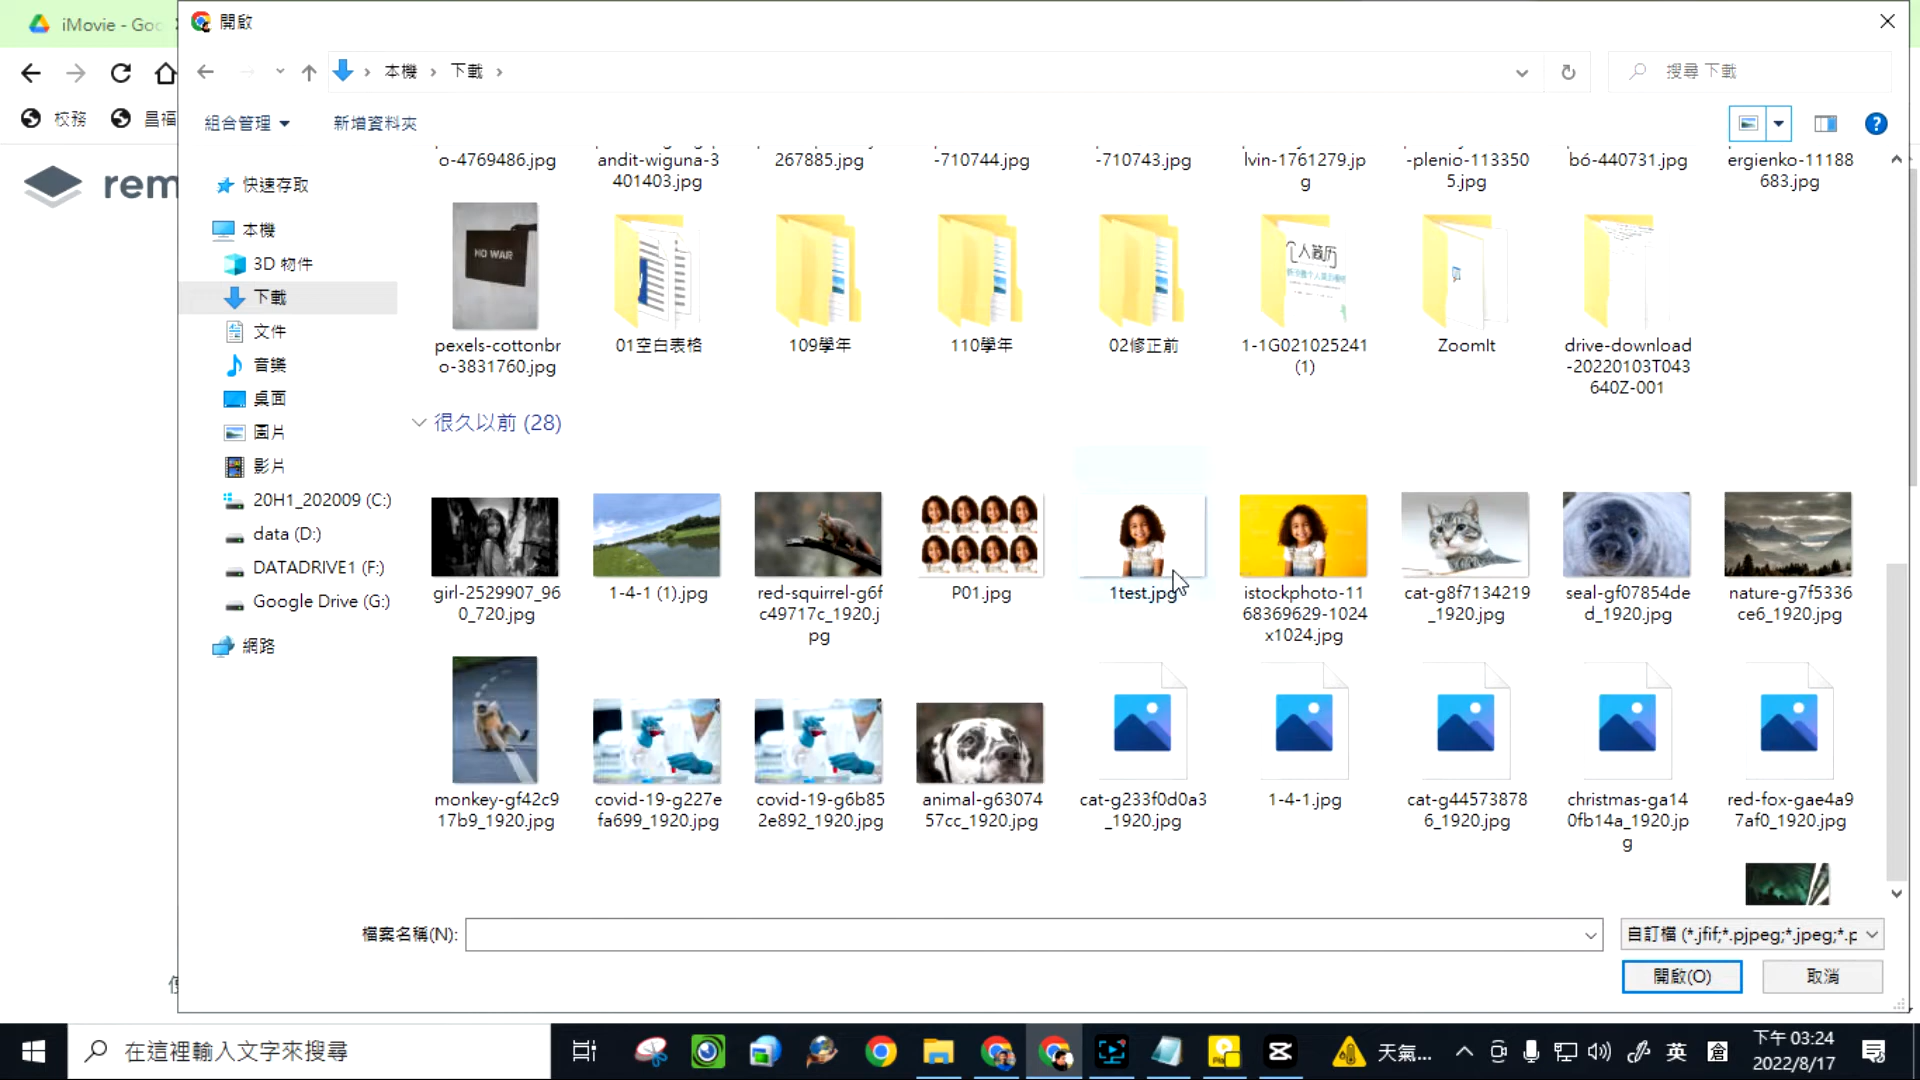 iMovie - Goo
開啟
本機 下載
搜尋 下載
校務
昌福
組合管理
新增資料夾
rem
快速存取
本機
3D 物件
下載
文件
音樂
桌面
圖片
影片
20H1_202009 (C:)
data (D:)
DATADRIVE1 (F:)
Google Drive (G:)
網路
o-4769486.jpg
andit-wiguna-3
401403.jpg
267885.jpg
-710744.jpg
-710743.jpg
lvin-1761279.jp
g
-plenio-113350
5.jpg
bó-440731.jpg
ergienko-11188
683.jpg
NO WAR
pexels-cottonbr
o-3831760.jpg
01空白表格
109學年
110學年
02修正前
个人简历
1-1G021025241
(1)
ZoomIt
drive-download
-20220103T043
640Z-001
很久以前 (28)
girl-2529907_96
0_720.jpg
1-4-1 (1).jpg
red-squirrel-g6f
c49717c_1920.j
pg
P01.jpg
1test.jpg
istockphoto-11
68369629-1024
x1024.jpg
cat-g8f7134219
_1920.jpg
seal-gf07854de
d_1920.jpg
nature-g7f5336
ce6_1920.jpg
monkey-gf42c9
17b9_1920.jpg
covid-19-g227e
fa699_1920.jpg
covid-19-g6b85
2e892_1920.jpg
animal-g63074
57cc_1920.jpg
cat-g233f0d0a3
_1920.jpg
1-4-1.jpg
cat-g44573878
6_1920.jpg
christmas-ga14
0fb14a_1920.jp
g
red-fox-gae4a9
7af0_1920.jpg
檔案名稱(N):
自訂檔 (*.jfif;*.pjpeg;*.jpeg;*.p
開啟(O)
取消
在這裡輸入文字來搜尋
天氣...
英
倉
下午 03:24
2022/8/17